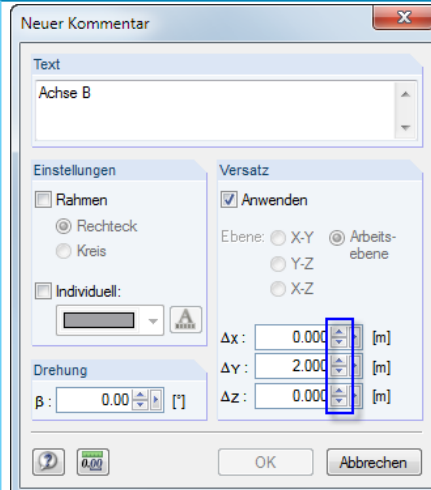 Neuer Kommentar
Text
Achse B
Einstellungen
Rahmen
Rechteck
Kreis
Individuell:
A
Drehung
β : 0.00 [°]
Versatz
Anwenden
Ebene: X-Y Arbeits-
ebene
Y-Z
X-Z
Δx : 0.000 [m]
ΔY : 2.000 [m]
Δz : 0.000 [m]
0.00
OK Abbrechen